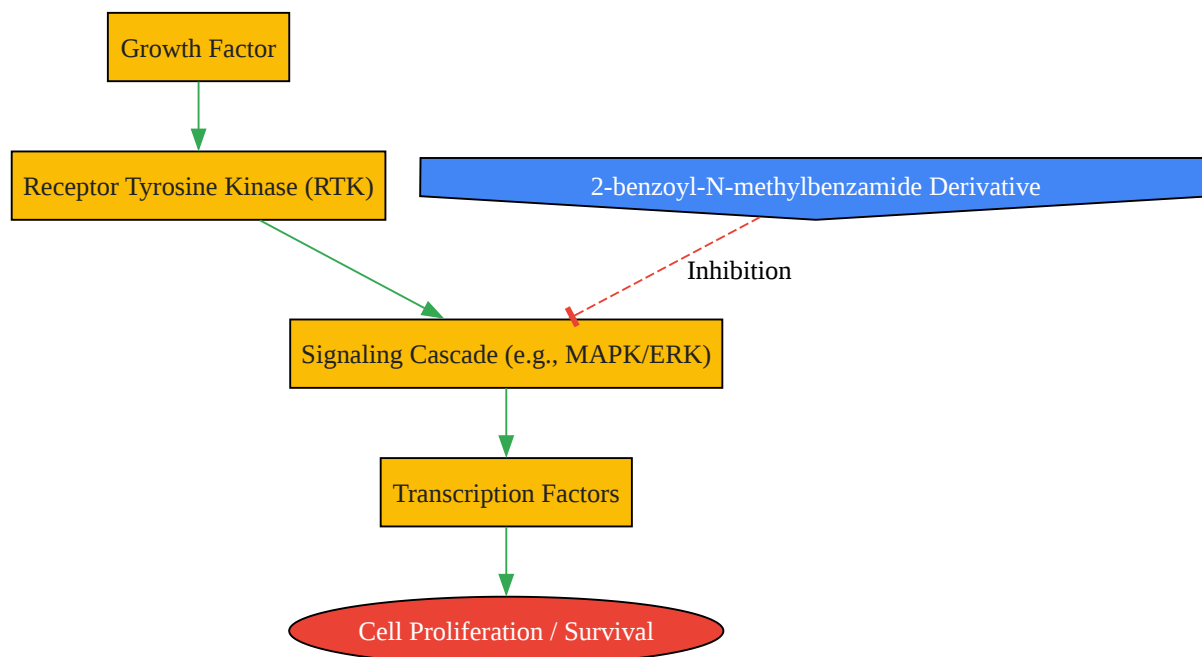 Growth Factor
Receptor Tyrosine Kinase (RTK)
2-benzoyl-N-methylbenzamide Derivative
Inhibition
Signaling Cascade (e.g., MAPK/ERK)
Transcription Factors
Cell Proliferation / Survival